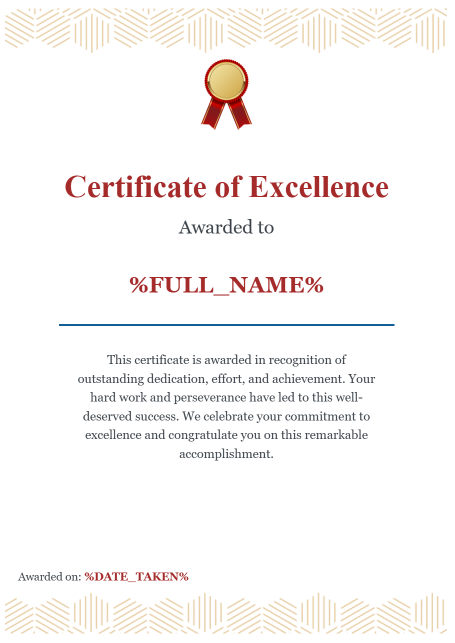 Certificate of Excellence
Awarded to
%FULL_NAME%
This certificate is awarded in recognition of
outstanding dedication, effort, and achievement. Your
hard work and perseverance have led to this well-
deserved success. We celebrate your commitment to
excellence and congratulate you on this remarkable
accomplishment.
Awarded on: %DATE_TAKEN%